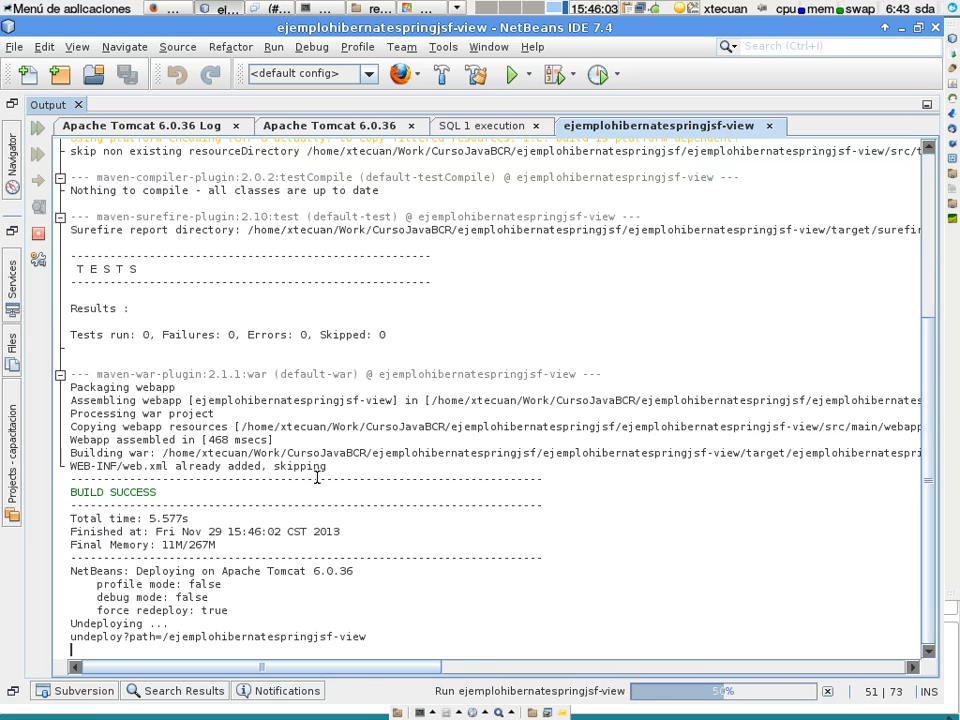 Menú de aplicaciones
...
el...
(#...
...
re...
...
15:46:03
xtecuan
cpu mem swap
6:43 sda
ejemplohibernatespringjsf-view - NetBeans IDE 7.4
File Edit View Navigate Source Refactor Run Debug Profile Team Tools Window Help
Search (Ctrl+I)
<default config>
Output
Apache Tomcat 6.0.36 Log
Apache Tomcat 6.0.36
SQL 1 execution
ejemplohibernatespringjsf-view
Navigator
Services
Files
Projects - capacitacion
skip non existing resourceDirectory /home/xtecuan/Work/CursoJavaBCR/ejemplohibernatespringjsf/ejemplohibernatespringjsf-view/src/t
--- maven-compiler-plugin:2.0.2:testCompile (default-testCompile) @ ejemplohibernatespringjsf-view ---
Nothing to compile - all classes are up to date
--- maven-surefire-plugin:2.10:test (default-test) @ ejemplohibernatespringjsf-view ---
Surefire report directory: /home/xtecuan/Work/CursoJavaBCR/ejemplohibernatespringjsf/ejemplohibernatespringjsf-view/target/surefir
-------------------------------------------------------
T E S T S
-------------------------------------------------------
Results :
Tests run: 0, Failures: 0, Errors: 0, Skipped: 0
--- maven-war-plugin:2.1.1:war (default-war) @ ejemplohibernatespringjsf-view ---
Packaging webapp
Assembling webapp [ejemplohibernatespringjsf-view] in [/home/xtecuan/Work/CursoJavaBCR/ejemplohibernatespringjsf/ejemplohibernates
Processing war project
Copying webapp resources [/home/xtecuan/Work/CursoJavaBCR/ejemplohibernatespringjsf/ejemplohibernatespringjsf-view/src/main/webapp
Webapp assembled in [468 msecs]
Building war: /home/xtecuan/Work/CursoJavaBCR/ejemplohibernatespringjsf/ejemplohibernatespringjsf-view/target/ejemplohibernatespri
WEB-INF/web.xml already added, skipping
------------------------------------------------------------------------
BUILD SUCCESS
------------------------------------------------------------------------
Total time: 5.577s
Finished at: Fri Nov 29 15:46:02 CST 2013
Final Memory: 11M/267M
------------------------------------------------------------------------
NetBeans: Deploying on Apache Tomcat 6.0.36
profile mode: false
debug mode: false
force redeploy: true
Undeploying ...
undeploy?path=/ejemplohibernatespringjsf-view
Subversion
Search Results
Notifications
Run ejemplohibernatespringjsf-view
50%
51 | 73
INS